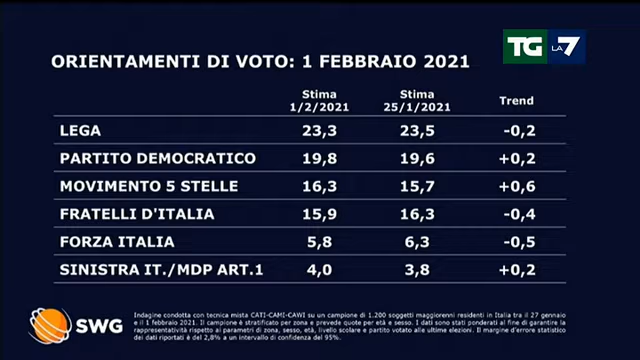 TG LA7
ORIENTAMENTI DI VOTO: 1 FEBBRAIO 2021
Stima 1/2/2021 Stima 25/1/2021 Trend
LEGA 23,3 23,5 -0,2
PARTITO DEMOCRATICO 19,8 19,6 +0,2
MOVIMENTO 5 STELLE 16,3 15,7 +0,6
FRATELLI D'ITALIA 15,9 16,3 -0,4
FORZA ITALIA 5,8 6,3 -0,5
SINISTRA IT./MDP ART.1 4,0 3,8 +0,2
SWG
Indagine condotta con tecnica mista CATI-CAMI-CAWI su un campione di 1.200 soggetti maggiorenni residenti in Italia tra il 27 gennaio
e il 1 febbraio 2021. Il campione è stratificato per zona e prevede quote per età e sesso. I dati sono stati ponderati al fine di garantire la
rappresentatività rispetto ai parametri di zona, sesso, età, livello scolare e partito votato alle ultime elezioni. Il margine d'errore statistico
dei dati riportati è del 2,8% a un intervallo di confidenza del 95%.